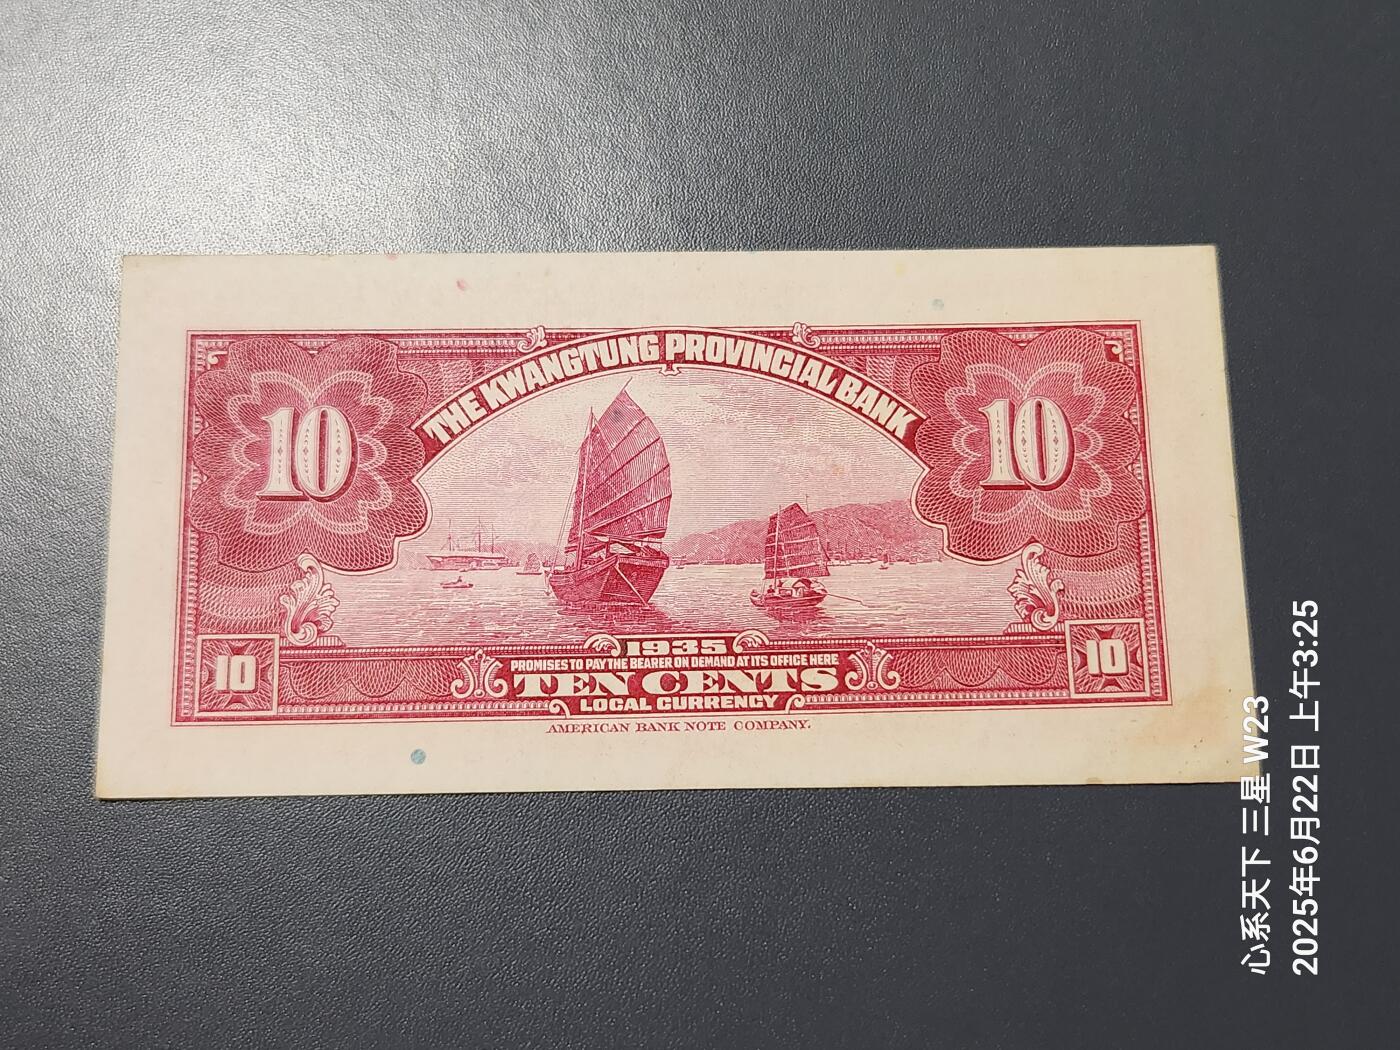 THE KWANGTUNG PROVINCIAL BANK
10
10
1935
PROMISES TO PAY THE BEARER ON DEMAND AT ITS OFFICE HERE
10
TEN CENTS
10
LOCAL CURRENCY
AMERICAN BANK NOTE COMPANY.
心系天下 三星 W23
2025年6月22日 上午3:25